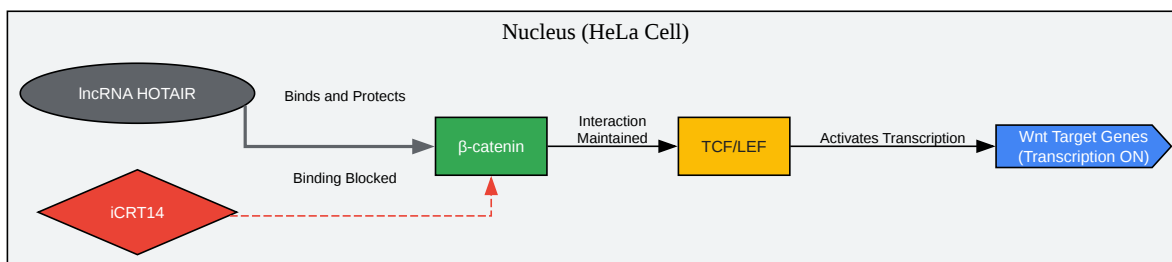 Nucleus (HeLa Cell)
lncRNA HOTAIR
Binds and Protects
β-catenin
Interaction
Maintained
TCF/LEF
Activates Transcription
Wnt Target Genes
(Transcription ON)
Binding Blocked
iCRT14